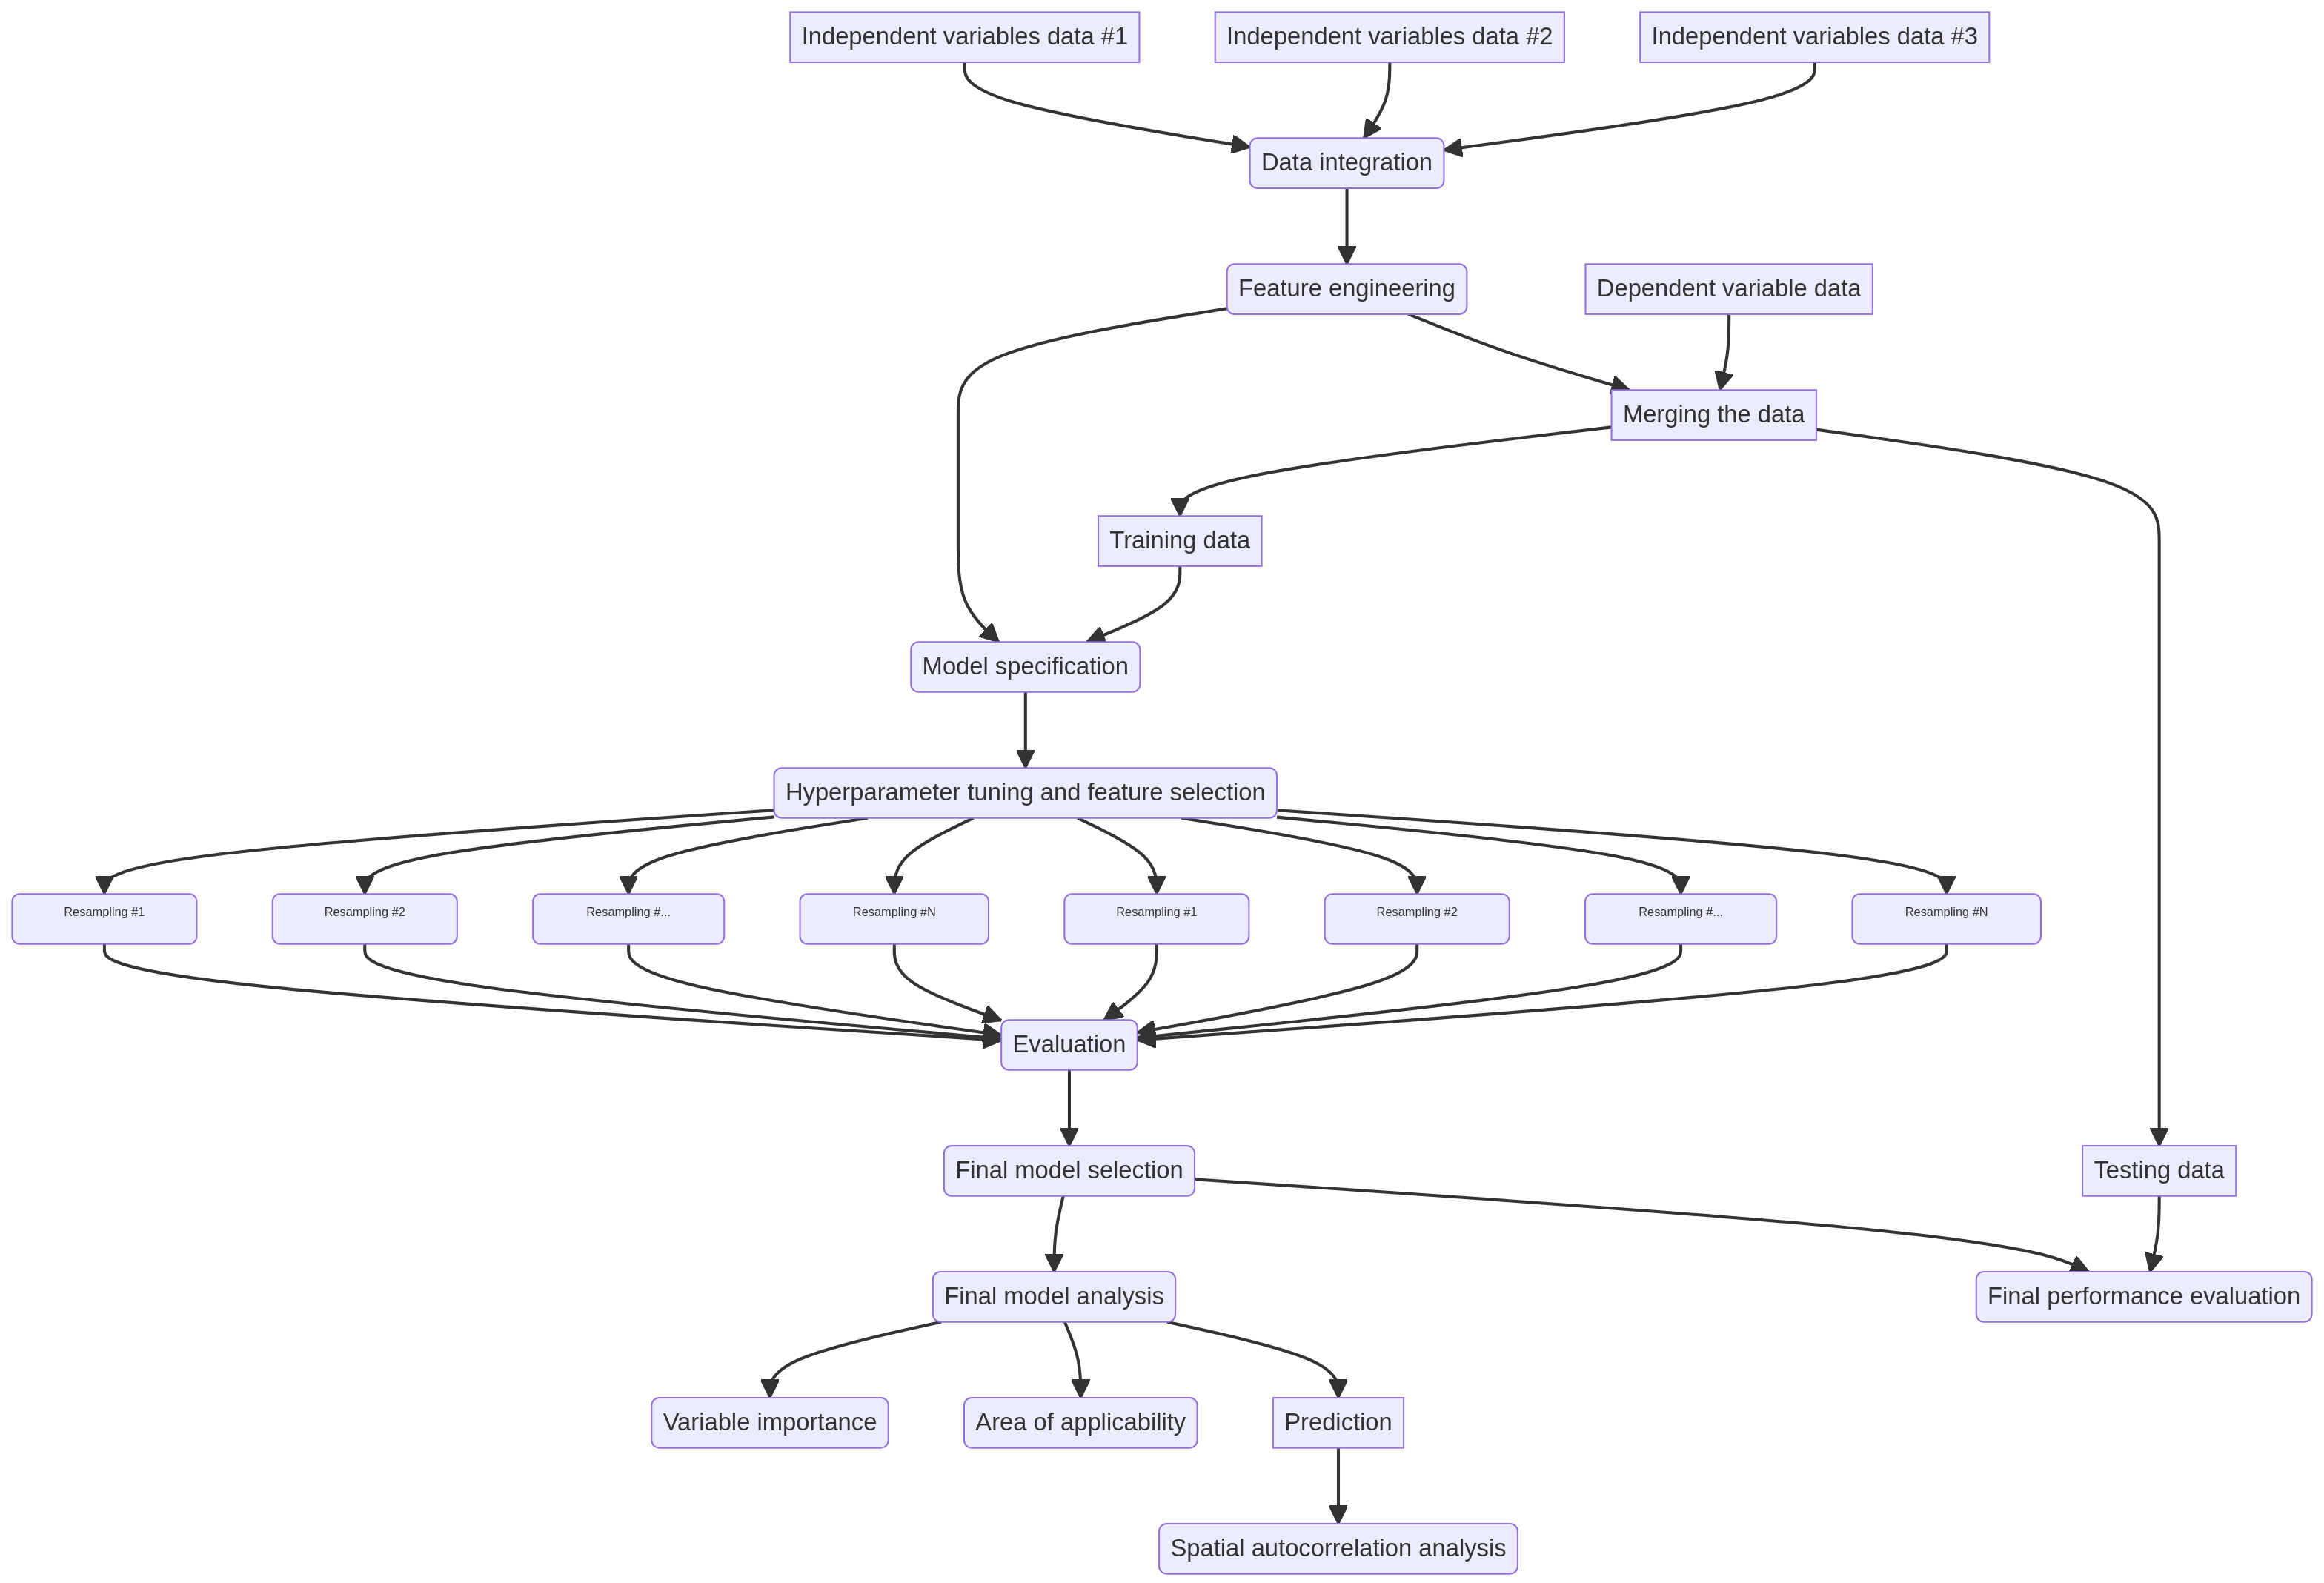 Independent variables data #1
Independent variables data #2
Independent variables data #3
Data integration
Feature engineering
Dependent variable data
Merging the data
Training data
Model specification
Hyperparameter tuning and feature selection
Resampling #1
Resampling #2
Resampling #...
Resampling #N
Resampling #1
Resampling #2
Resampling #...
Resampling #N
Evaluation
Final model selection
Testing data
Final model analysis
Final performance evaluation
Variable importance
Area of applicability
Prediction
Spatial autocorrelation analysis